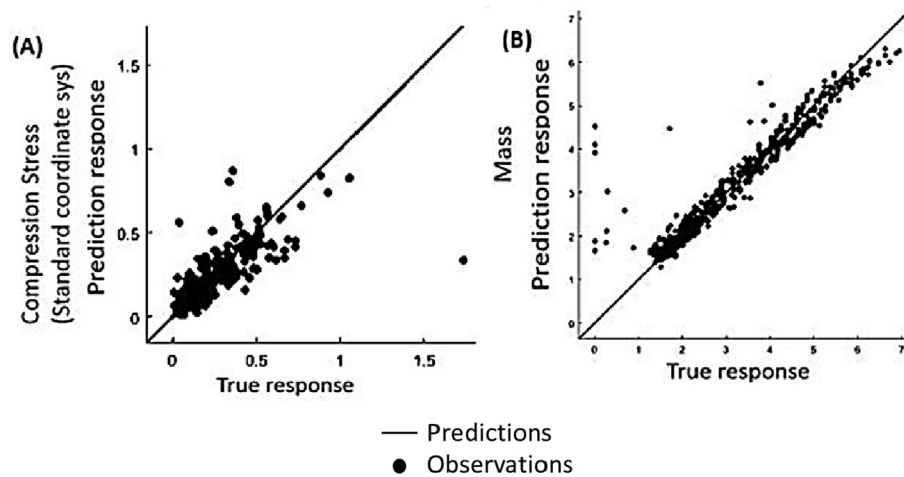 (A)
Compression Stress
(Standard coordinate sys)
Prediction response
1.5
1
0.5
0
0 0.5 1 1.5
True response
(B)
Mass
Prediction response
7
6
5
4
3
2
1
0
0 1 2 3 4 5 6 7
True response
Predictions
Observations